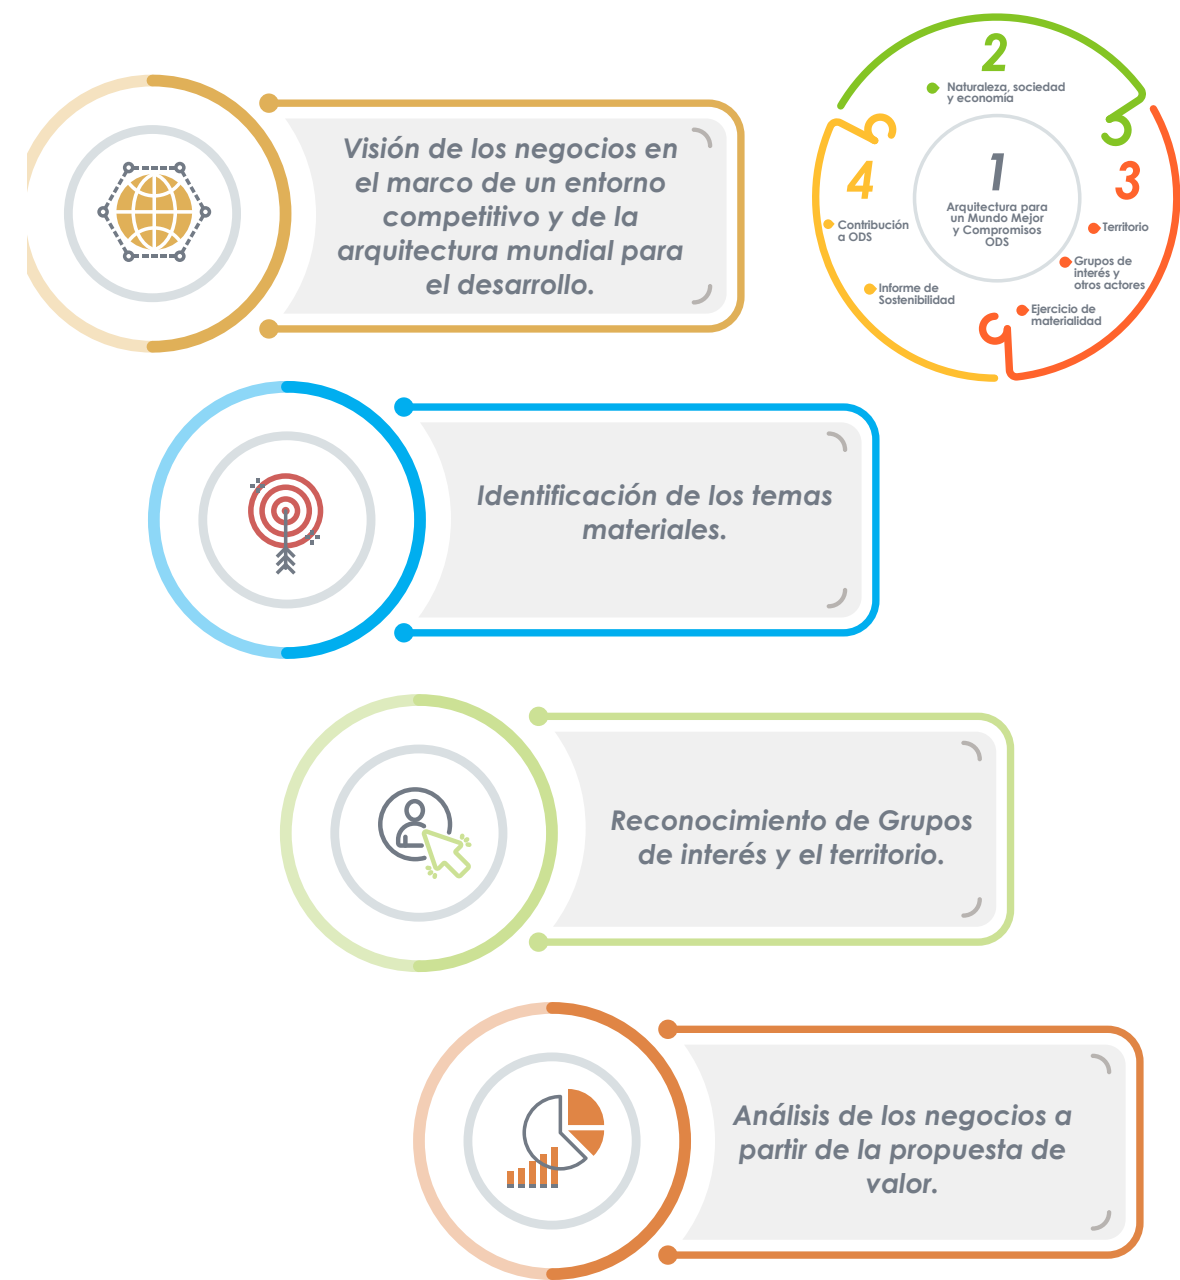 Visión de los negocios en
el marco de un entorno
competitivo y de la
arquitectura mundial para
el desarrollo.
2
Naturaleza, sociedad
y economía
1
Arquitectura para
un Mundo Mejor
y Compromisos
ODS
3
Territorio
Grupos de
interés y
otros actores
Ejercicio de
materialidad
4
Contribución
a ODS
Informe de
Sostenibilidad
Identificación de los temas
materiales.
Reconocimiento de Grupos
de interés y el territorio.
Análisis de los negocios a
partir de la propuesta de
valor.